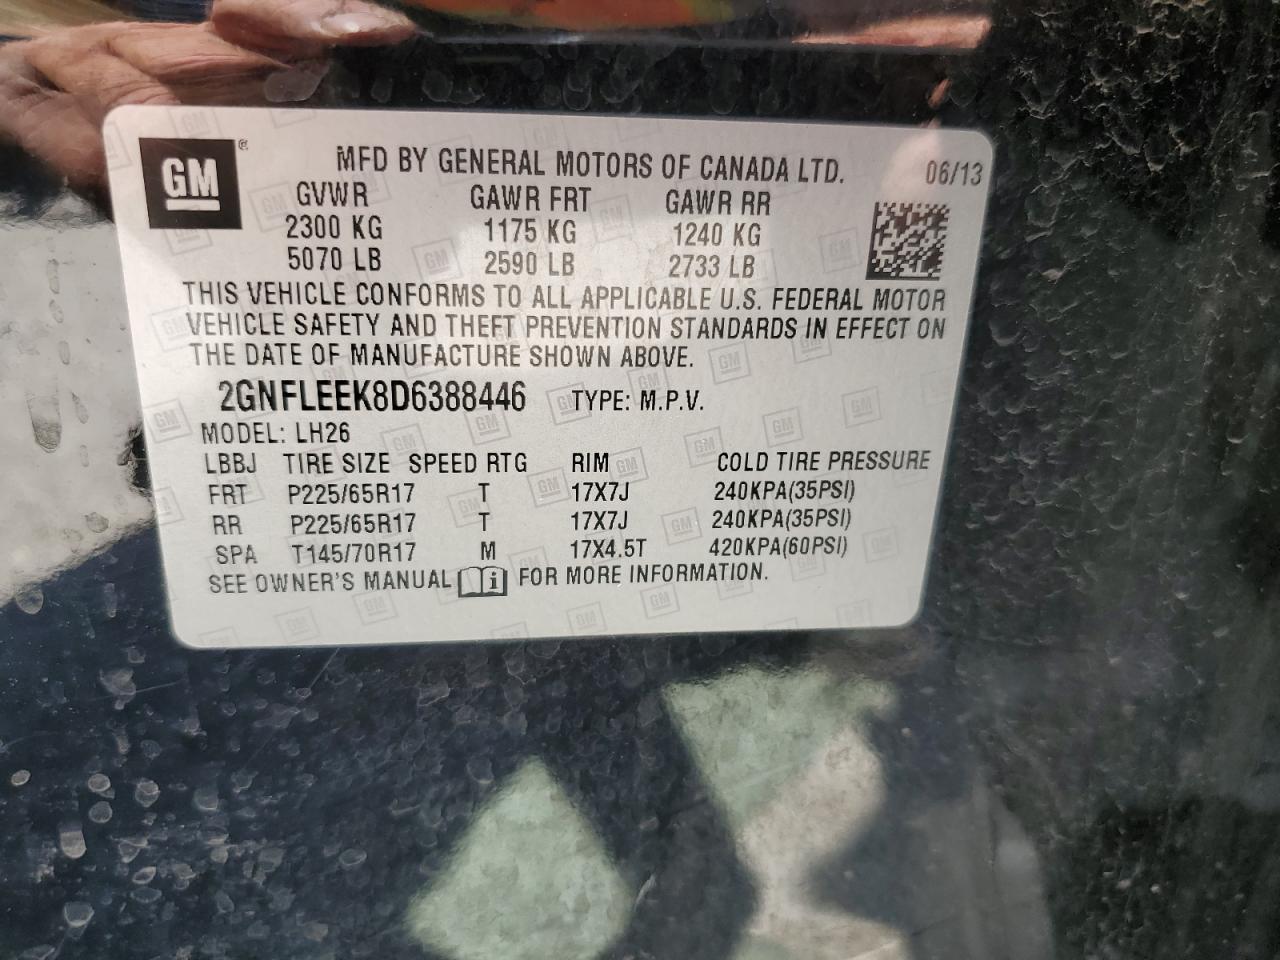 GM ®
MFD BY GENERAL MOTORS OF CANADA LTD. 06/13
GVWR GAWR FRT GAWR RR
2300 KG 1175 KG 1240 KG
5070 LB 2590 LB 2733 LB
THIS VEHICLE CONFORMS TO ALL APPLICABLE U.S. FEDERAL MOTOR
VEHICLE SAFETY AND THEFT PREVENTION STANDARDS IN EFFECT ON
THE DATE OF MANUFACTURE SHOWN ABOVE.
2GNFLEEK8D6388446 TYPE: M.P.V.
MODEL: LH26
LBBJ TIRE SIZE SPEED RTG RIM COLD TIRE PRESSURE
FRT P225/65R17 T 17X7J 240KPA(35PSI)
RR P225/65R17 T 17X7J 240KPA(35PSI)
SPA T145/70R17 M 17X4.5T 420KPA(60PSI)
SEE OWNER'S MANUAL i FOR MORE INFORMATION.